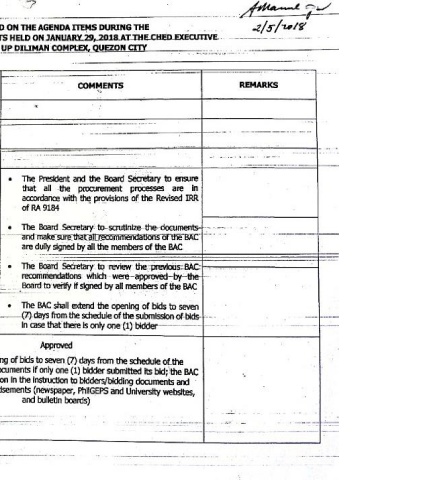 2/5/2018
D ON THE AGENDA ITEMS DURING THE
TS HELD ON JANUARY 29, 2018 AT THE CHED EXECUTIVE
UP DILIMAN COMPLEX, QUEZON CITY
COMMENTS
REMARKS
• The President and the Board Secretary to ensure
that all the procurement processes are in
accordance with the provisions of the Revised IRR
of RA 9184
• The Board Secretary to scrutinize the documents
and make sure that all recommendations of the BAC
are dully signed by all the members of the BAC
• The Board Secretary to review the previous BAC
recommendations which were approved by the
Board to verify if signed by all members of the BAC
• The BAC shall extend the opening of bids to seven
(7) days from the schedule of the submission of bids
in case that there is only one (1) bidder
Approved
ng of bids to seven (7) days from the schedule of the
ocuments if only one (1) bidder submitted its bid; the BAC
on in the instruction to bidders/bidding documents and
isements (newspaper, PhilGEPS and University websites,
and bulletin boards)